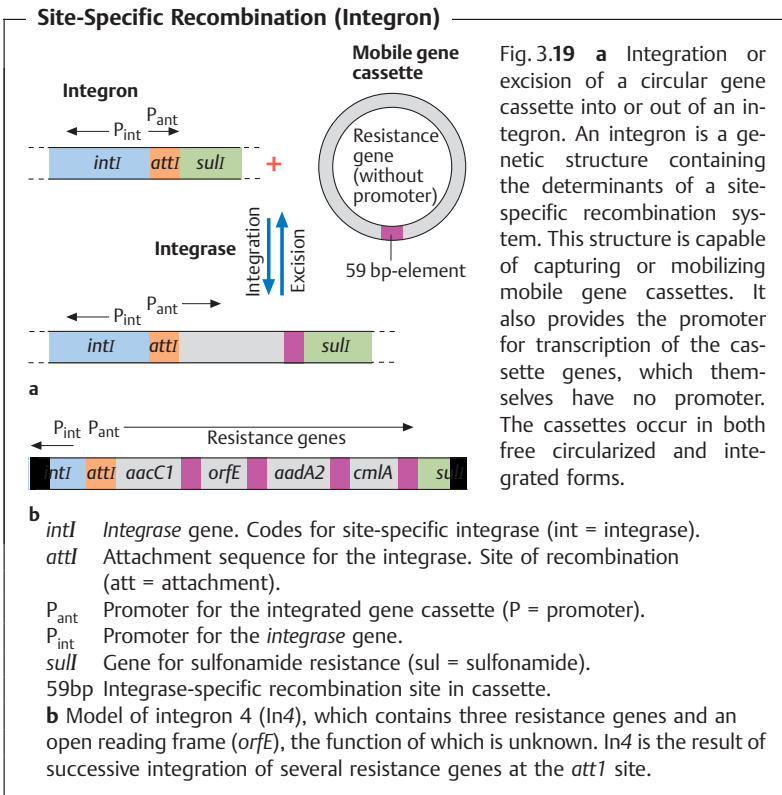 Site-Specific Recombination (Integron)
Integron
Pant
Pint
intI attI sulI
+
Mobile gene
cassette
Resistance
gene
(without
promoter)
59 bp-element
Integrase
Integration
Excision
Pant
Pint
intI attI sulI
a
Fig. 3.19 a Integration or
excision of a circular gene
cassette into or out of an in-
tegron. An integron is a ge-
netic structure containing
the determinants of a site-
specific recombination sys-
tem. This structure is capable
of capturing or mobilizing
mobile gene cassettes. It
also provides the promoter
for transcription of the cas-
sette genes, which them-
selves have no promoter.
The cassettes occur in both
free circularized and inte-
grated forms.
Pint Pant Resistance genes
intI attI aacC1 orfE aadA2 cmlA sulI
b
intI Integrase gene. Codes for site-specific integrase (int = integrase).
attI Attachment sequence for the integrase. Site of recombination
(att = attachment).
Pant Promoter for the integrated gene cassette (P = promoter).
Pint Promoter for the integrase gene.
sulI Gene for sulfonamide resistance (sul = sulfonamide).
59bp Integrase-specific recombination site in cassette.
b Model of integron 4 (In4), which contains three resistance genes and an
open reading frame (orfE), the function of which is unknown. In4 is the result of
successive integration of several resistance genes at the att1 site.